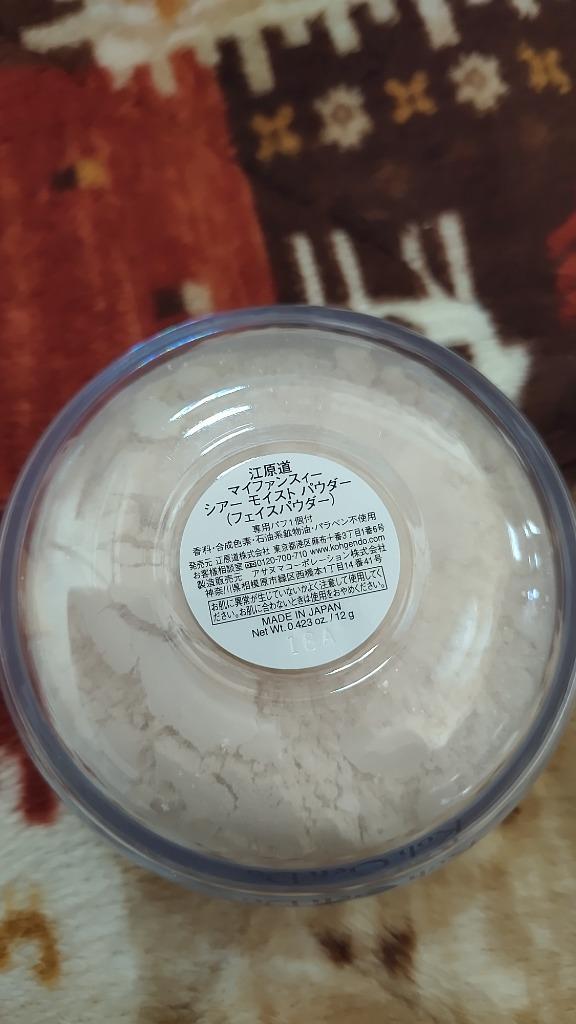 江原道
マイファンスィー
シアー モイスト パウダー
(フェイスパウダー)
専用パフ1個付
香料・合成色素・石油系鉱物油・パラベン不使用
発売元 江原道株式会社 東京都港区麻布十番3丁目1番6号
お客様相談室 0120-700-710 www.kohgendo.com
製造販売元 アサヌマコーポレーション株式会社
神奈川県相模原市緑区西橋本1丁目14番41号
お肌に異常が生じていないかよく注意して使用してく
ださい。お肌に合わないときは使用をおやめください。
MADE IN JAPAN
Net Wt. 0.423 oz. / 12 g